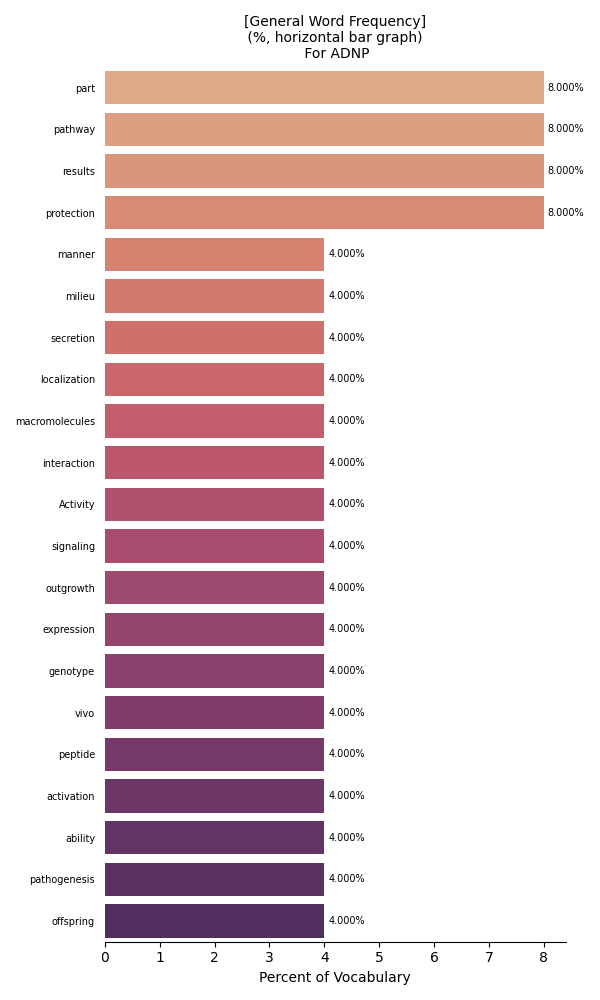 [General Word Frequency]
(%, horizontal bar graph)
For ADNP
part 8.000%
pathway 8.000%
results 8.000%
protection 8.000%
manner 4.000%
milieu 4.000%
secretion 4.000%
localization 4.000%
macromolecules 4.000%
interaction 4.000%
Activity 4.000%
signaling 4.000%
outgrowth 4.000%
expression 4.000%
genotype 4.000%
vivo 4.000%
peptide 4.000%
activation 4.000%
ability 4.000%
pathogenesis 4.000%
offspring 4.000%
0 1 2 3 4 5 6 7 8
Percent of Vocabulary